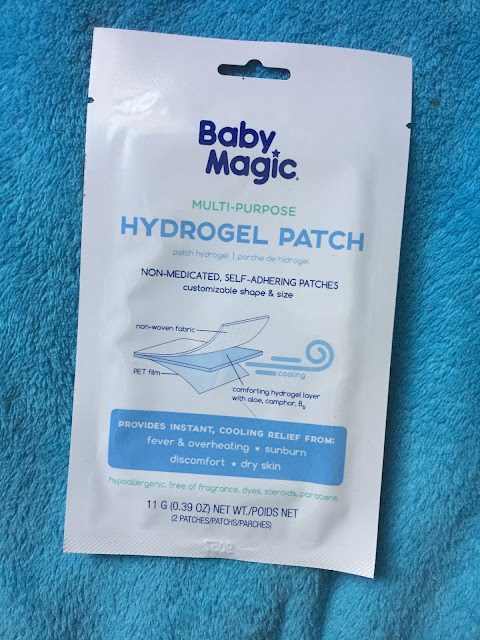 Baby
Magic
MULTI-PURPOSE
HYDROGEL PATCH
patch hydrogel | parche de hidrogel
NON-MEDICATED, SELF-ADHERING PATCHES
customizable shape & size
non-woven fabric
cooling
PET film
comforting hydrogel layer
with aloe, camphor, B5
PROVIDES INSTANT, COOLING RELIEF FROM:
fever & overheating • sunburn
discomfort • dry skin
hypoallergenic, free of fragrance, dyes, steroids, parabens
11 G (0.39 OZ) NET WT./POIDS NET
(2 PATCHES/PATCHS/PARCHES)